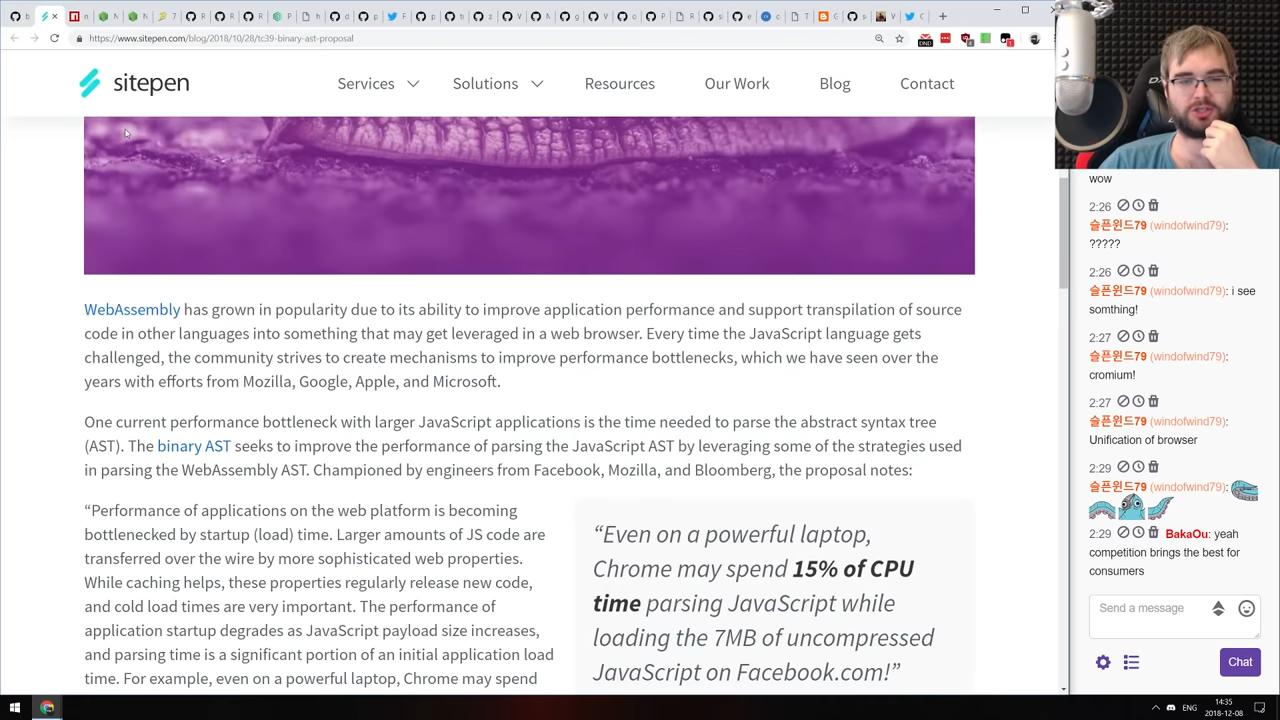 https://www.sitepen.com/blog/2018/10/28/tc39-binary-ast-proposal
DND
sitepen
Services
Solutions
Resources
Our Work
Blog
Contact
WebAssembly has grown in popularity due to its ability to improve application performance and support transpilation of source
code in other languages into something that may get leveraged in a web browser. Every time the JavaScript language gets
challenged, the community strives to create mechanisms to improve performance bottlenecks, which we have seen over the
years with efforts from Mozilla, Google, Apple, and Microsoft.
One current performance bottleneck with larger JavaScript applications is the time needed to parse the abstract syntax tree
(AST). The binary AST seeks to improve the performance of parsing the JavaScript AST by leveraging some of the strategies used
in parsing the WebAssembly AST. Championed by engineers from Facebook, Mozilla, and Bloomberg, the proposal notes:
“Performance of applications on the web platform is becoming
bottlenecked by startup (load) time. Larger amounts of JS code are
transferred over the wire by more sophisticated web properties.
While caching helps, these properties regularly release new code,
and cold load times are very important. The performance of
application startup degrades as JavaScript payload size increases,
and parsing time is a significant portion of an initial application load
time. For example, even on a powerful laptop, Chrome may spend
“Even on a powerful laptop,
Chrome may spend 15% of CPU
time parsing JavaScript while
loading the 7MB of uncompressed
JavaScript on Facebook.com!”
wow
2:26
슬픈윈드79 (windofwind79):
?????
2:26
슬픈윈드79 (windofwind79): i see
somthing!
2:27
슬픈윈드79 (windofwind79):
cromium!
2:27
슬픈윈드79 (windofwind79):
Unification of browser
2:29
슬픈윈드79 (windofwind79):
2:29 BakaOu: yeah
competition brings the best for
consumers
Send a message
Chat
ENG
14:35
2018-12-08